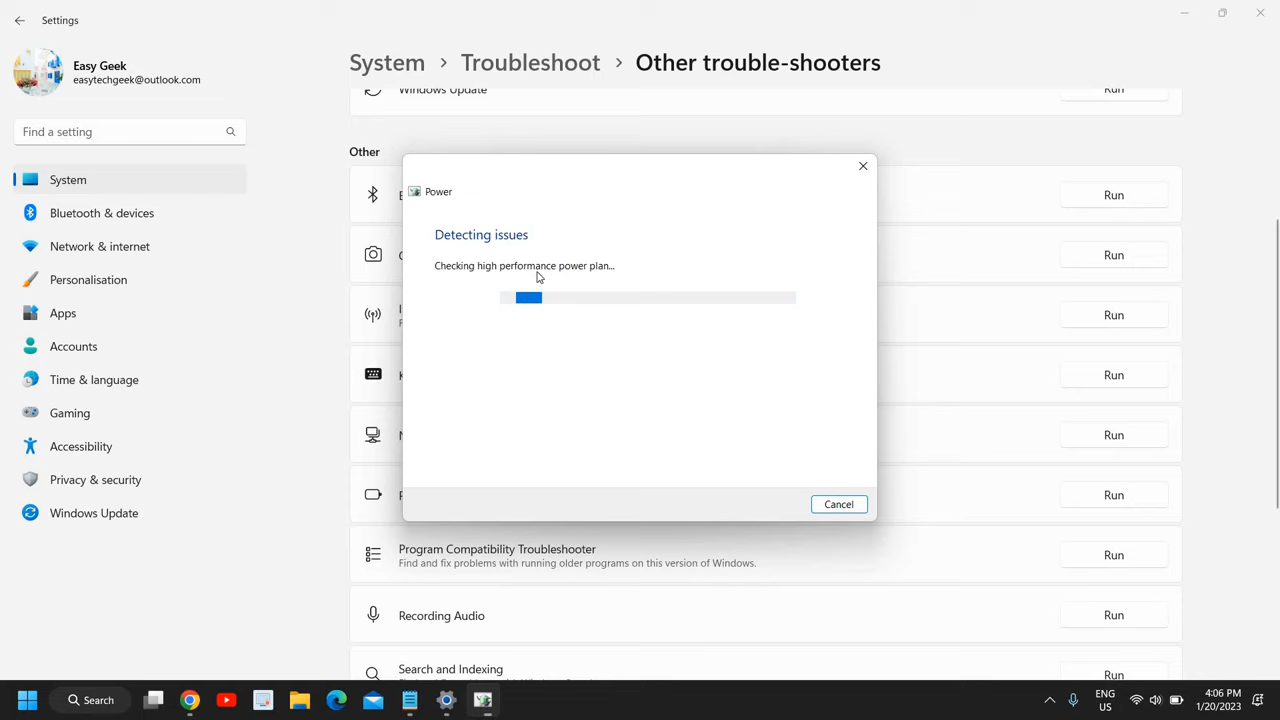 Settings
Easy Geek
easytechgeek@outlook.com
Find a setting
System
Bluetooth & devices
Network & internet
Personalisation
Apps
Accounts
Time & language
Gaming
Accessibility
Privacy & security
Windows Update
System > Troubleshoot > Other trouble-shooters
Windows Update
Run
Other
Run
Run
Run
Run
Run
Run
Power
Detecting issues
Checking high performance power plan...
Cancel
Program Compatibility Troubleshooter
Find and fix problems with running older programs on this version of Windows.
Run
Recording Audio
Run
Search and Indexing
Run
Search
ENG
US
4:06 PM
1/20/2023